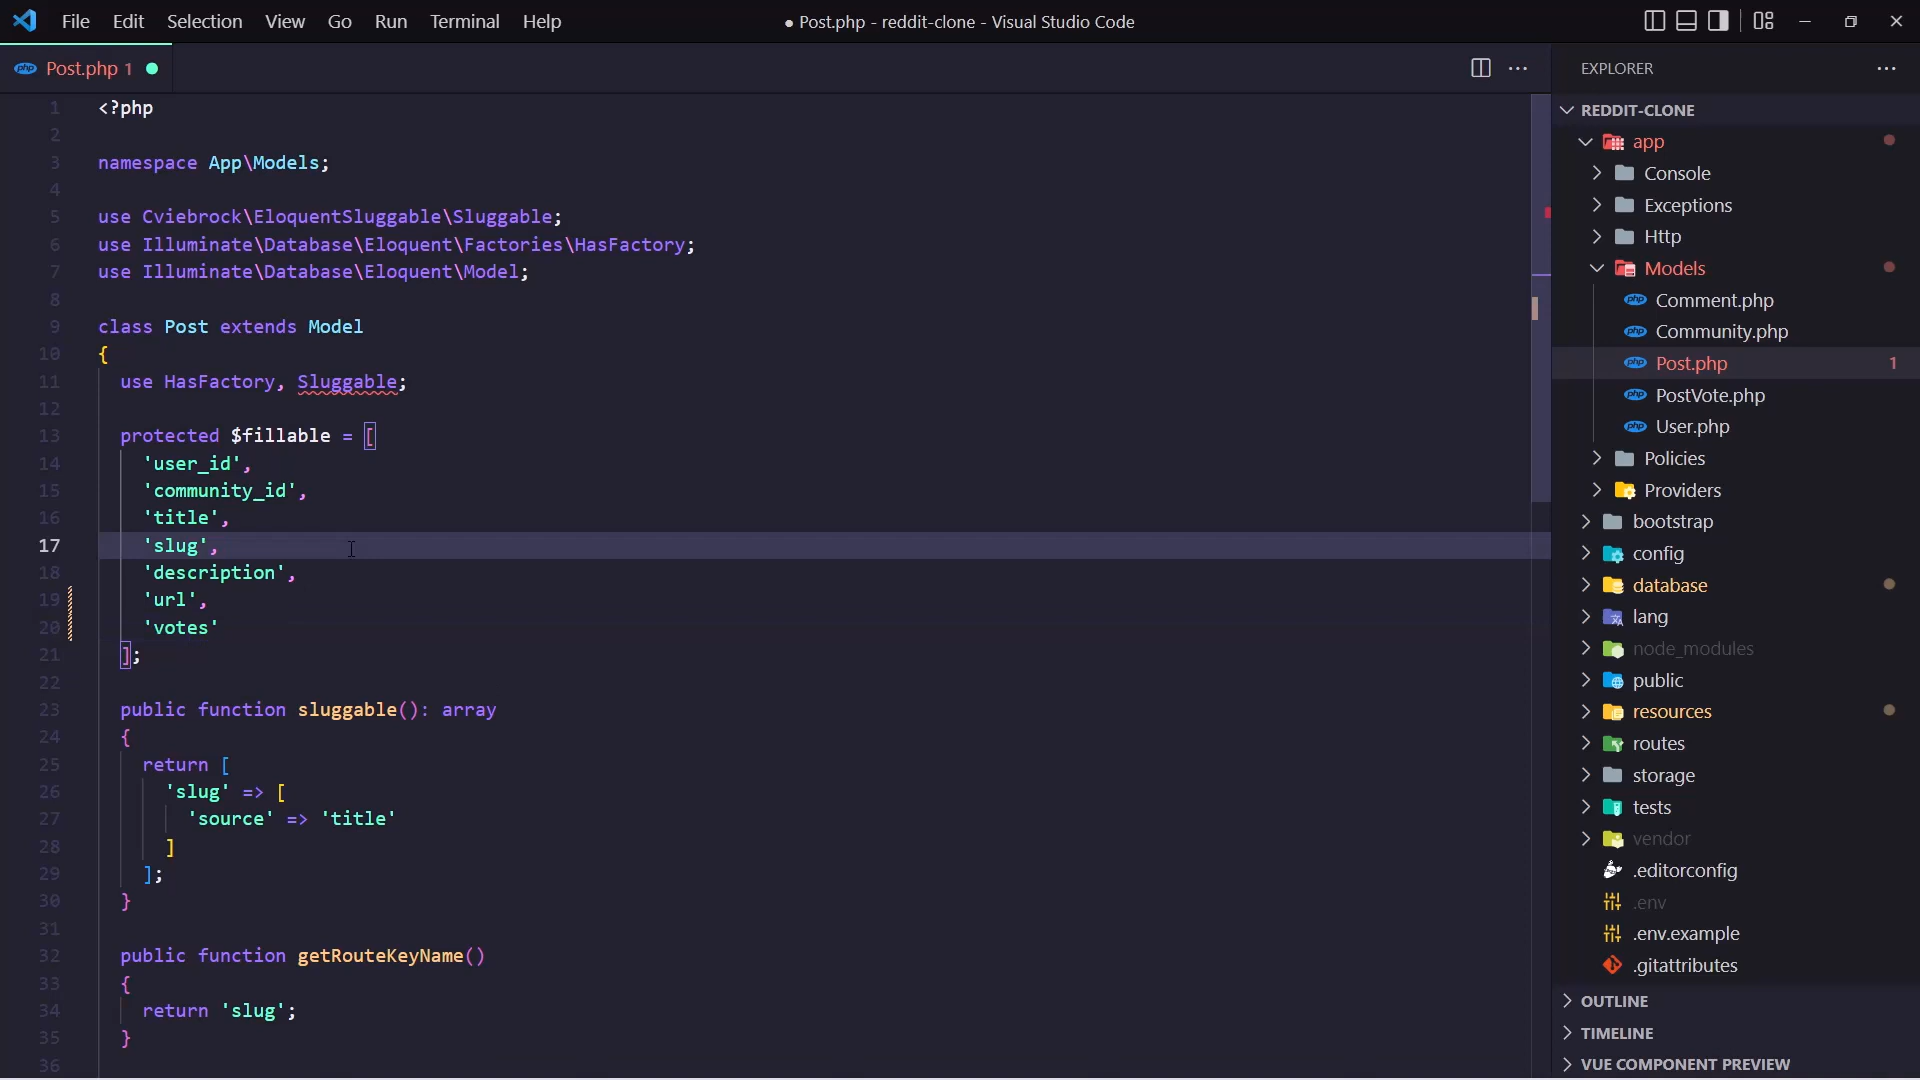 File Edit Selection View Go Run Terminal Help
● Post.php - reddit-clone - Visual Studio Code
php Post.php 1
1 <?php
2
3 namespace App\Models;
4
5 use Cviebrock\EloquentSluggable\Sluggable;
6 use Illuminate\Database\Eloquent\Factories\HasFactory;
7 use Illuminate\Database\Eloquent\Model;
8
9 class Post extends Model
10 {
11 use HasFactory, Sluggable;
12
13 protected $fillable = [
14 'user_id',
15 'community_id',
16 'title',
17 'slug',
18 'description',
19 'url',
20 'votes'
21 ];
22
23 public function sluggable(): array
24 {
25 return [
26 'slug' => [
27 'source' => 'title'
28 ]
29 ];
30 }
31
32 public function getRouteKeyName()
33 {
34 return 'slug';
35 }
36
EXPLORER
REDDIT-CLONE
app
Console
Exceptions
Http
Models
php Comment.php
php Community.php
php Post.php 1
php PostVote.php
php User.php
Policies
Providers
bootstrap
config
database
lang
node_modules
public
resources
routes
storage
tests
vendor
.editorconfig
.env
.env.example
.gitattributes
OUTLINE
TIMELINE
VUE COMPONENT PREVIEW